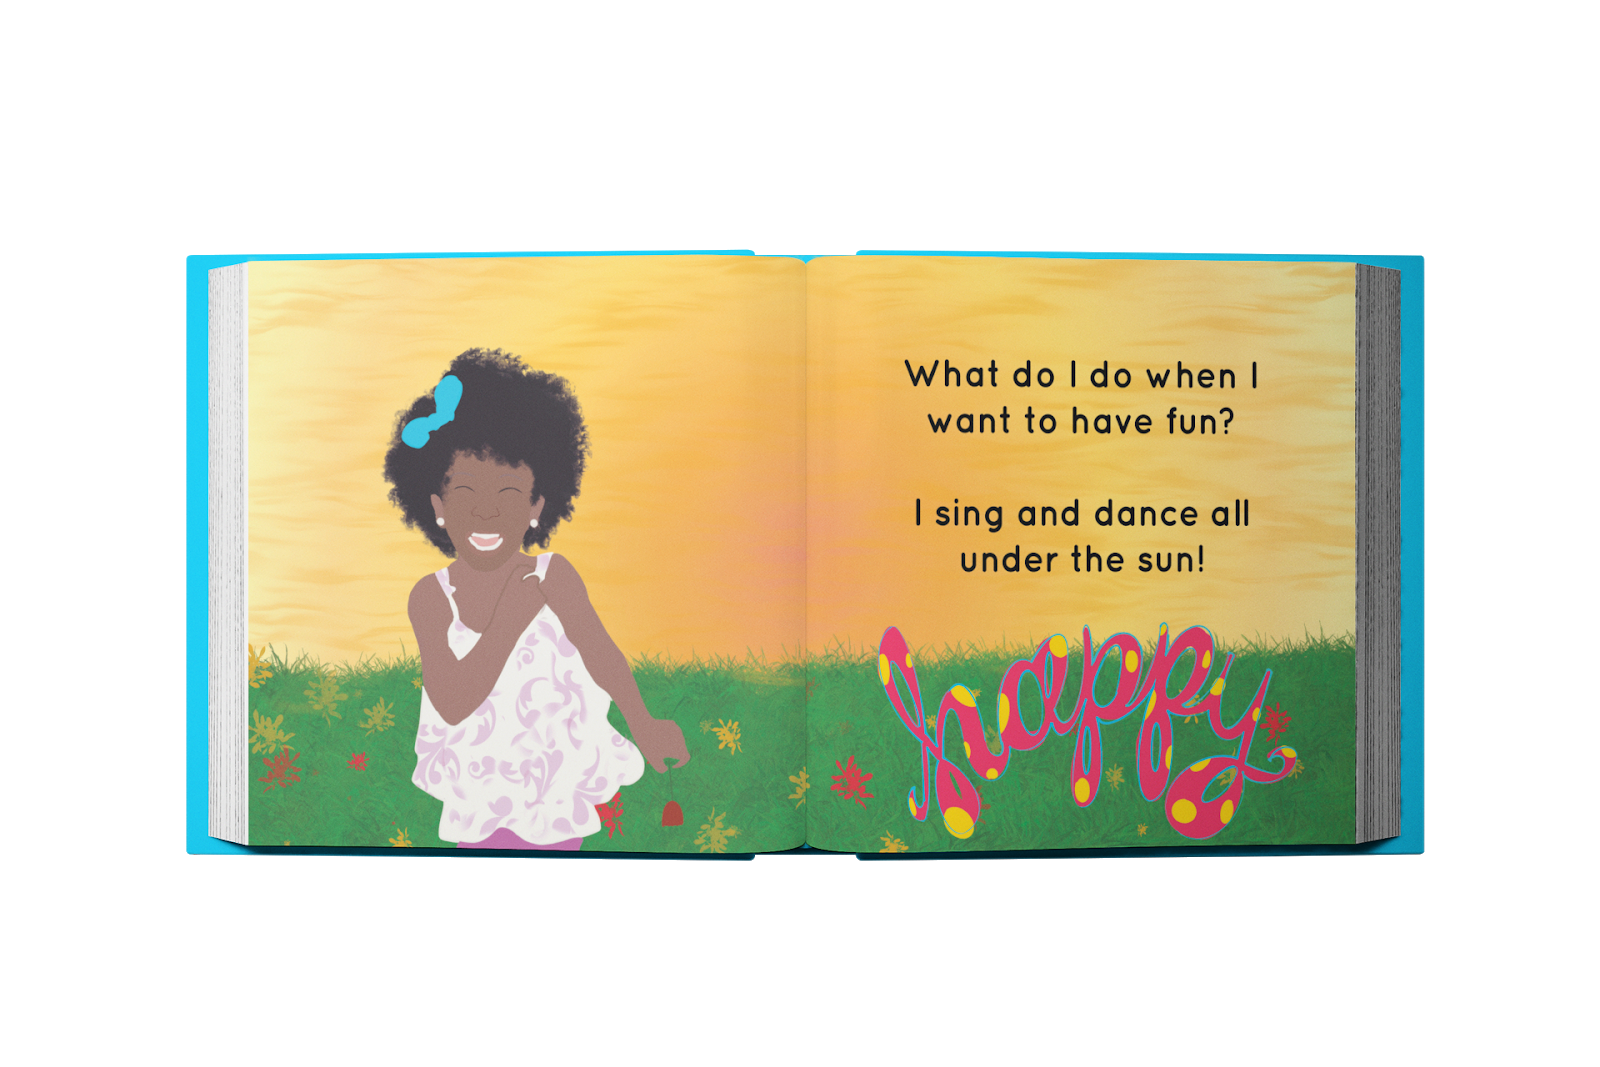 What do I do when I
want to have fun?
I sing and dance all
under the sun!
happy